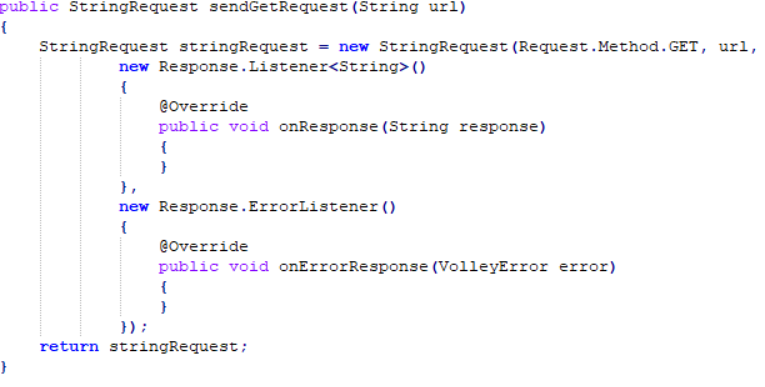 public StringRequest sendGetRequest(String url)
{
    StringRequest stringRequest = new StringRequest(Request.Method.GET, url,
            new Response.Listener<String>()
            {
                @Override
                public void onResponse(String response)
                {
                }
            },
            new Response.ErrorListener()
            {
                @Override
                public void onErrorResponse(VolleyError error)
                {
                }
            });
    return stringRequest;
}